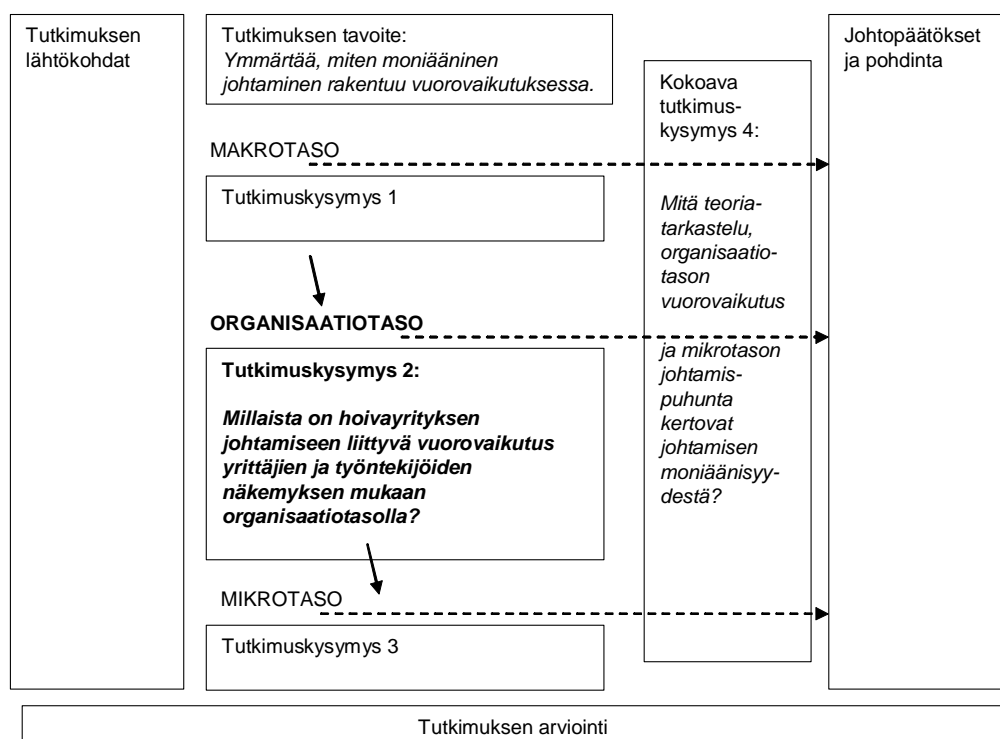 Tutkimuksen
lähtökohdat
Tutkimuksen tavoite:
Ymmärtää, miten moniääninen
johtaminen rakentuu vuorovaikutuksessa.
MAKROTASO
Tutkimuskysymys 1
ORGANISAATIOTASO
Tutkimuskysymys 2:
Millaista on hoivayrityksen
johtamiseen liittyvä vuorovaikutus
yrittäjien ja työntekijöiden
näkemyksen mukaan
organisaatiotasolla?
MIKROTASO
Tutkimuskysymys 3
Kokoava
tutkimus-
kysymys 4:
Mitä teoria-
tarkastelu,
organisaatio-
tason
vuorovaikutus
ja mikrotason
johtamis-
puhunta
kertovat
johtamisen
moniäänisyy-
destä?
Johtopäätökset
ja pohdinta
Tutkimuksen arviointi